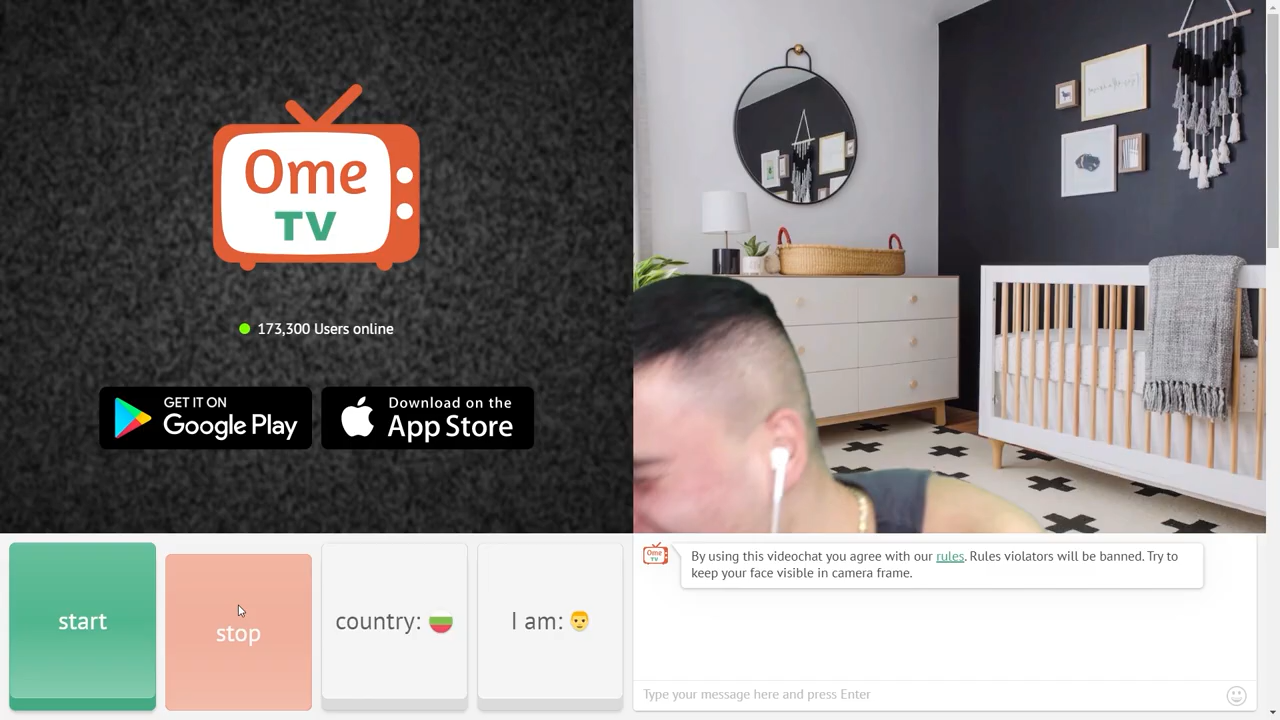 Ome
TV
173,300 Users online
GET IT ON
Google Play
Download on the
App Store
start
stop
country:
I am:
Ome
TV
By using this videochat you agree with our rules. Rules violators will be banned. Try to
keep your face visible in camera frame.
Type your message here and press Enter